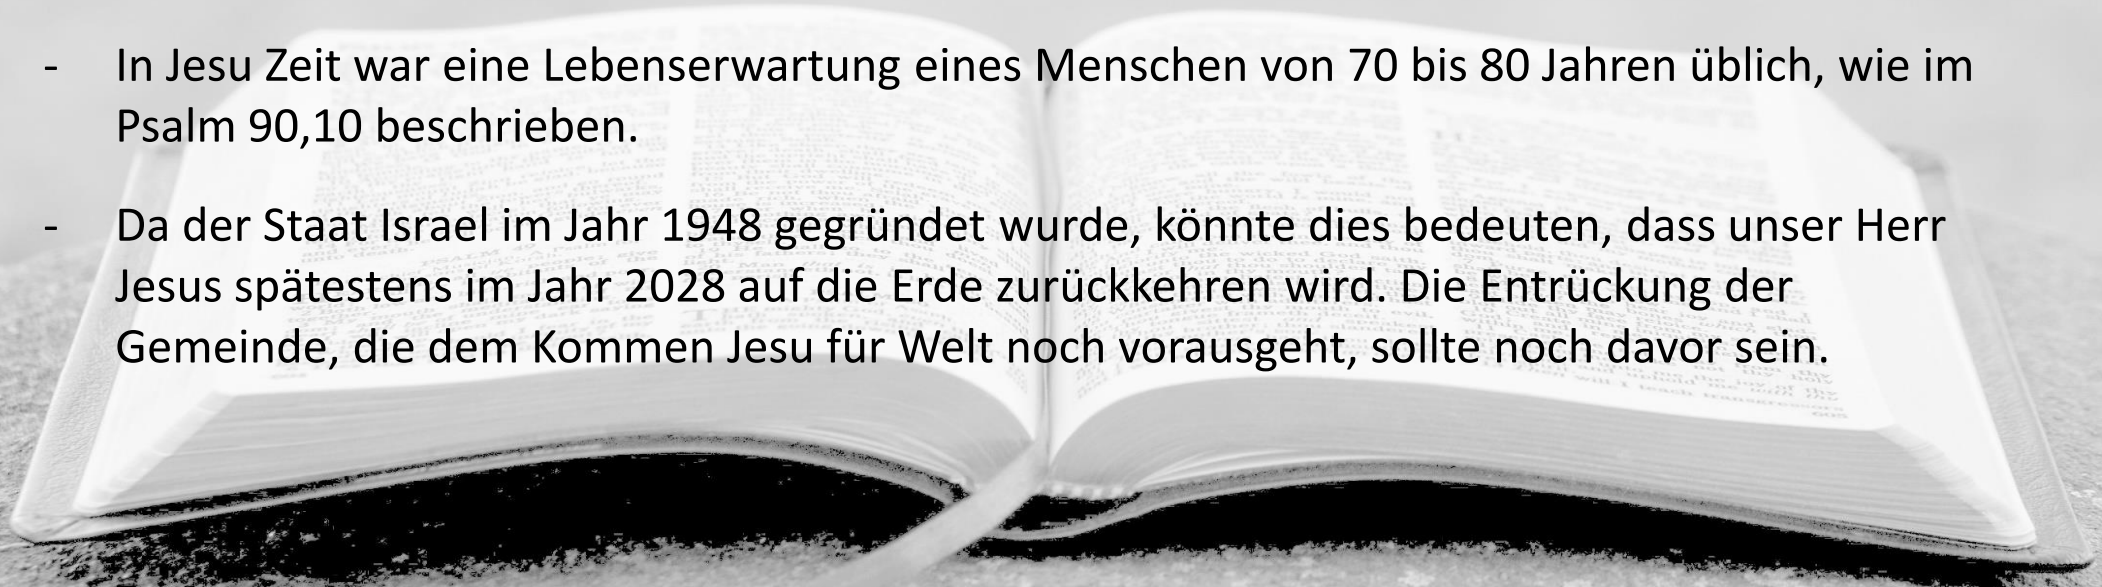 - In Jesu Zeit war eine Lebenserwartung eines Menschen von 70 bis 80 Jahren üblich, wie im
Psalm 90,10 beschrieben.
- Da der Staat Israel im Jahr 1948 gegründet wurde, könnte dies bedeuten, dass unser Herr
Jesus spätestens im Jahr 2028 auf die Erde zurückkehren wird. Die Entrückung der
Gemeinde, die dem Kommen Jesu für Welt noch vorausgeht, sollte noch davor sein.